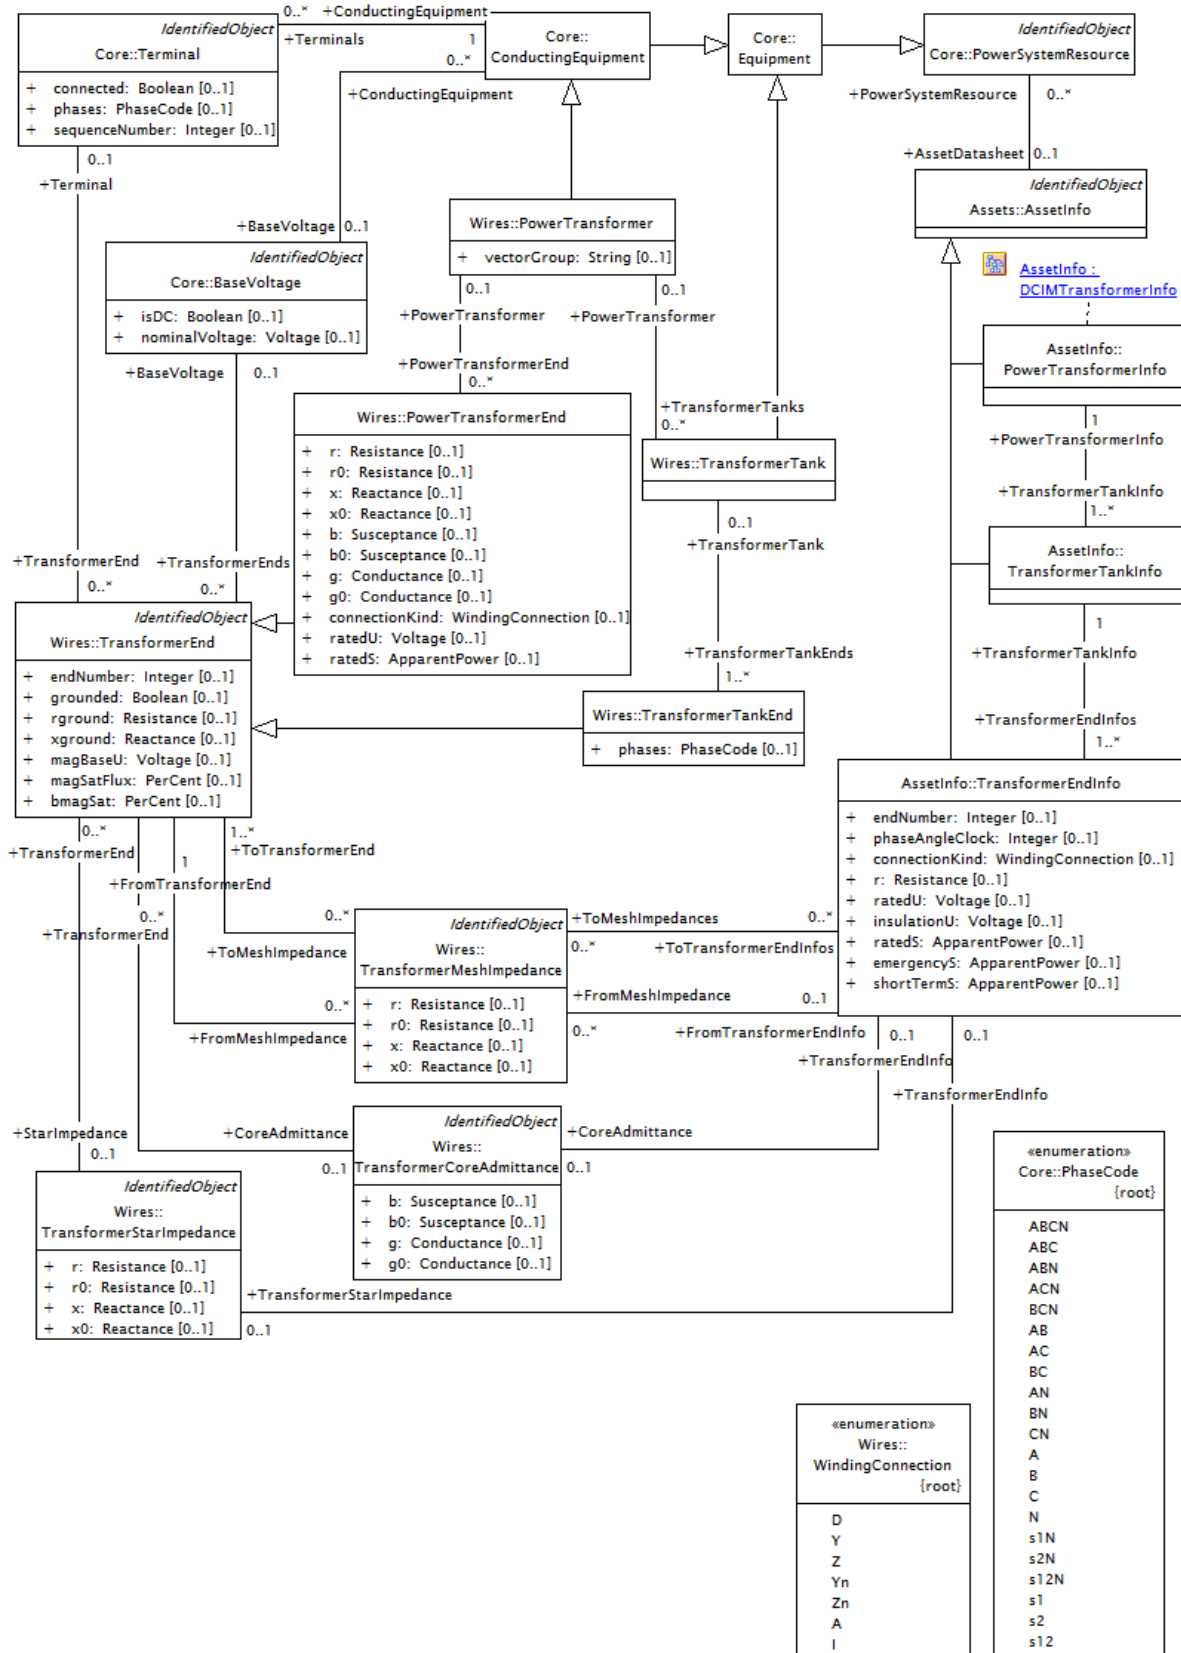 IdentifiedObject
Core::Terminal
+ connected: Boolean [0..1]
+ phases: PhaseCode [0..1]
+ sequenceNumber: Integer [0..1]
0..* +ConductingEquipment
+Terminals 1
0..*
+ConductingEquipment
Core::
ConductingEquipment
Core::
Equipment
IdentifiedObject
Core::PowerSystemResource
+PowerSystemResource 0..*
+AssetDatasheet 0..1
IdentifiedObject
Assets::AssetInfo
AssetInfo :
DCIMTransformerInfo
0..1
+Terminal
+BaseVoltage 0..1
IdentifiedObject
Core::BaseVoltage
+ isDC: Boolean [0..1]
+ nominalVoltage: Voltage [0..1]
+BaseVoltage 0..1
Wires::PowerTransformer
+ vectorGroup: String [0..1]
0..1
+PowerTransformer
0..1
+PowerTransformer
+PowerTransformerEnd
0..*
+TransformerTanks
0..*
AssetInfo::
PowerTransformerInfo
1
+PowerTransformerInfo
+TransformerTankInfo
1..*
AssetInfo::
TransformerTankInfo
1
+TransformerTankInfo
+TransformerEndInfos
1..*
Wires::PowerTransformerEnd
+ r: Resistance [0..1]
+ r0: Resistance [0..1]
+ x: Reactance [0..1]
+ x0: Reactance [0..1]
+ b: Susceptance [0..1]
+ b0: Susceptance [0..1]
+ g: Conductance [0..1]
+ g0: Conductance [0..1]
+ connectionKind: WindingConnection [0..1]
+ ratedU: Voltage [0..1]
+ ratedS: ApparentPower [0..1]
Wires::TransformerTank
0..1
+TransformerTank
+TransformerTankEnds
1..*
Wires::TransformerTankEnd
+ phases: PhaseCode [0..1]
+TransformerEnd
0..*
+TransformerEnds
0..*
IdentifiedObject
Wires::TransformerEnd
+ endNumber: Integer [0..1]
+ grounded: Boolean [0..1]
+ rground: Resistance [0..1]
+ xground: Reactance [0..1]
+ magBaseU: Voltage [0..1]
+ magSatFlux: PerCent [0..1]
+ bmagSat: PerCent [0..1]
0..*
+TransformerEnd
1..*
+ToTransformerEnd
1
+FromTransformerEnd
0..*
+TransformerEnd
AssetInfo::TransformerEndInfo
+ endNumber: Integer [0..1]
+ phaseAngleClock: Integer [0..1]
+ connectionKind: WindingConnection [0..1]
+ r: Resistance [0..1]
+ ratedU: Voltage [0..1]
+ insulationU: Voltage [0..1]
+ ratedS: ApparentPower [0..1]
+ emergencyS: ApparentPower [0..1]
+ shortTermS: ApparentPower [0..1]
0..*
+ToMeshImpedance
0..*
+FromMeshImpedance
IdentifiedObject
Wires::
TransformerMeshImpedance
+ r: Resistance [0..1]
+ r0: Resistance [0..1]
+ x: Reactance [0..1]
+ x0: Reactance [0..1]
+ToMeshImpedances 0..*
0..* +ToTransformerEndInfos
+FromMeshImpedance 0..1
0..* +FromTransformerEndInfo
0..1
+TransformerEndInfo
0..1
+TransformerEndInfo
+StarImpedance
0..1
+CoreAdmittance
0..1
IdentifiedObject
Wires::
TransformerCoreAdmittance
+ b: Susceptance [0..1]
+ b0: Susceptance [0..1]
+ g: Conductance [0..1]
+ g0: Conductance [0..1]
+CoreAdmittance
0..1
IdentifiedObject
Wires::
TransformerStarImpedance
+ r: Resistance [0..1]
+ r0: Resistance [0..1]
+ x: Reactance [0..1]
+ x0: Reactance [0..1]
+TransformerStarImpedance
0..1
«enumeration»
Wires::
WindingConnection
{root}
D
Y
Z
Yn
Zn
A
I
«enumeration»
Core::PhaseCode
{root}
ABCN
ABC
ABN
ACN
BCN
AB
AC
BC
AN
BN
CN
A
B
C
N
s1N
s2N
s12N
s1
s2
s12